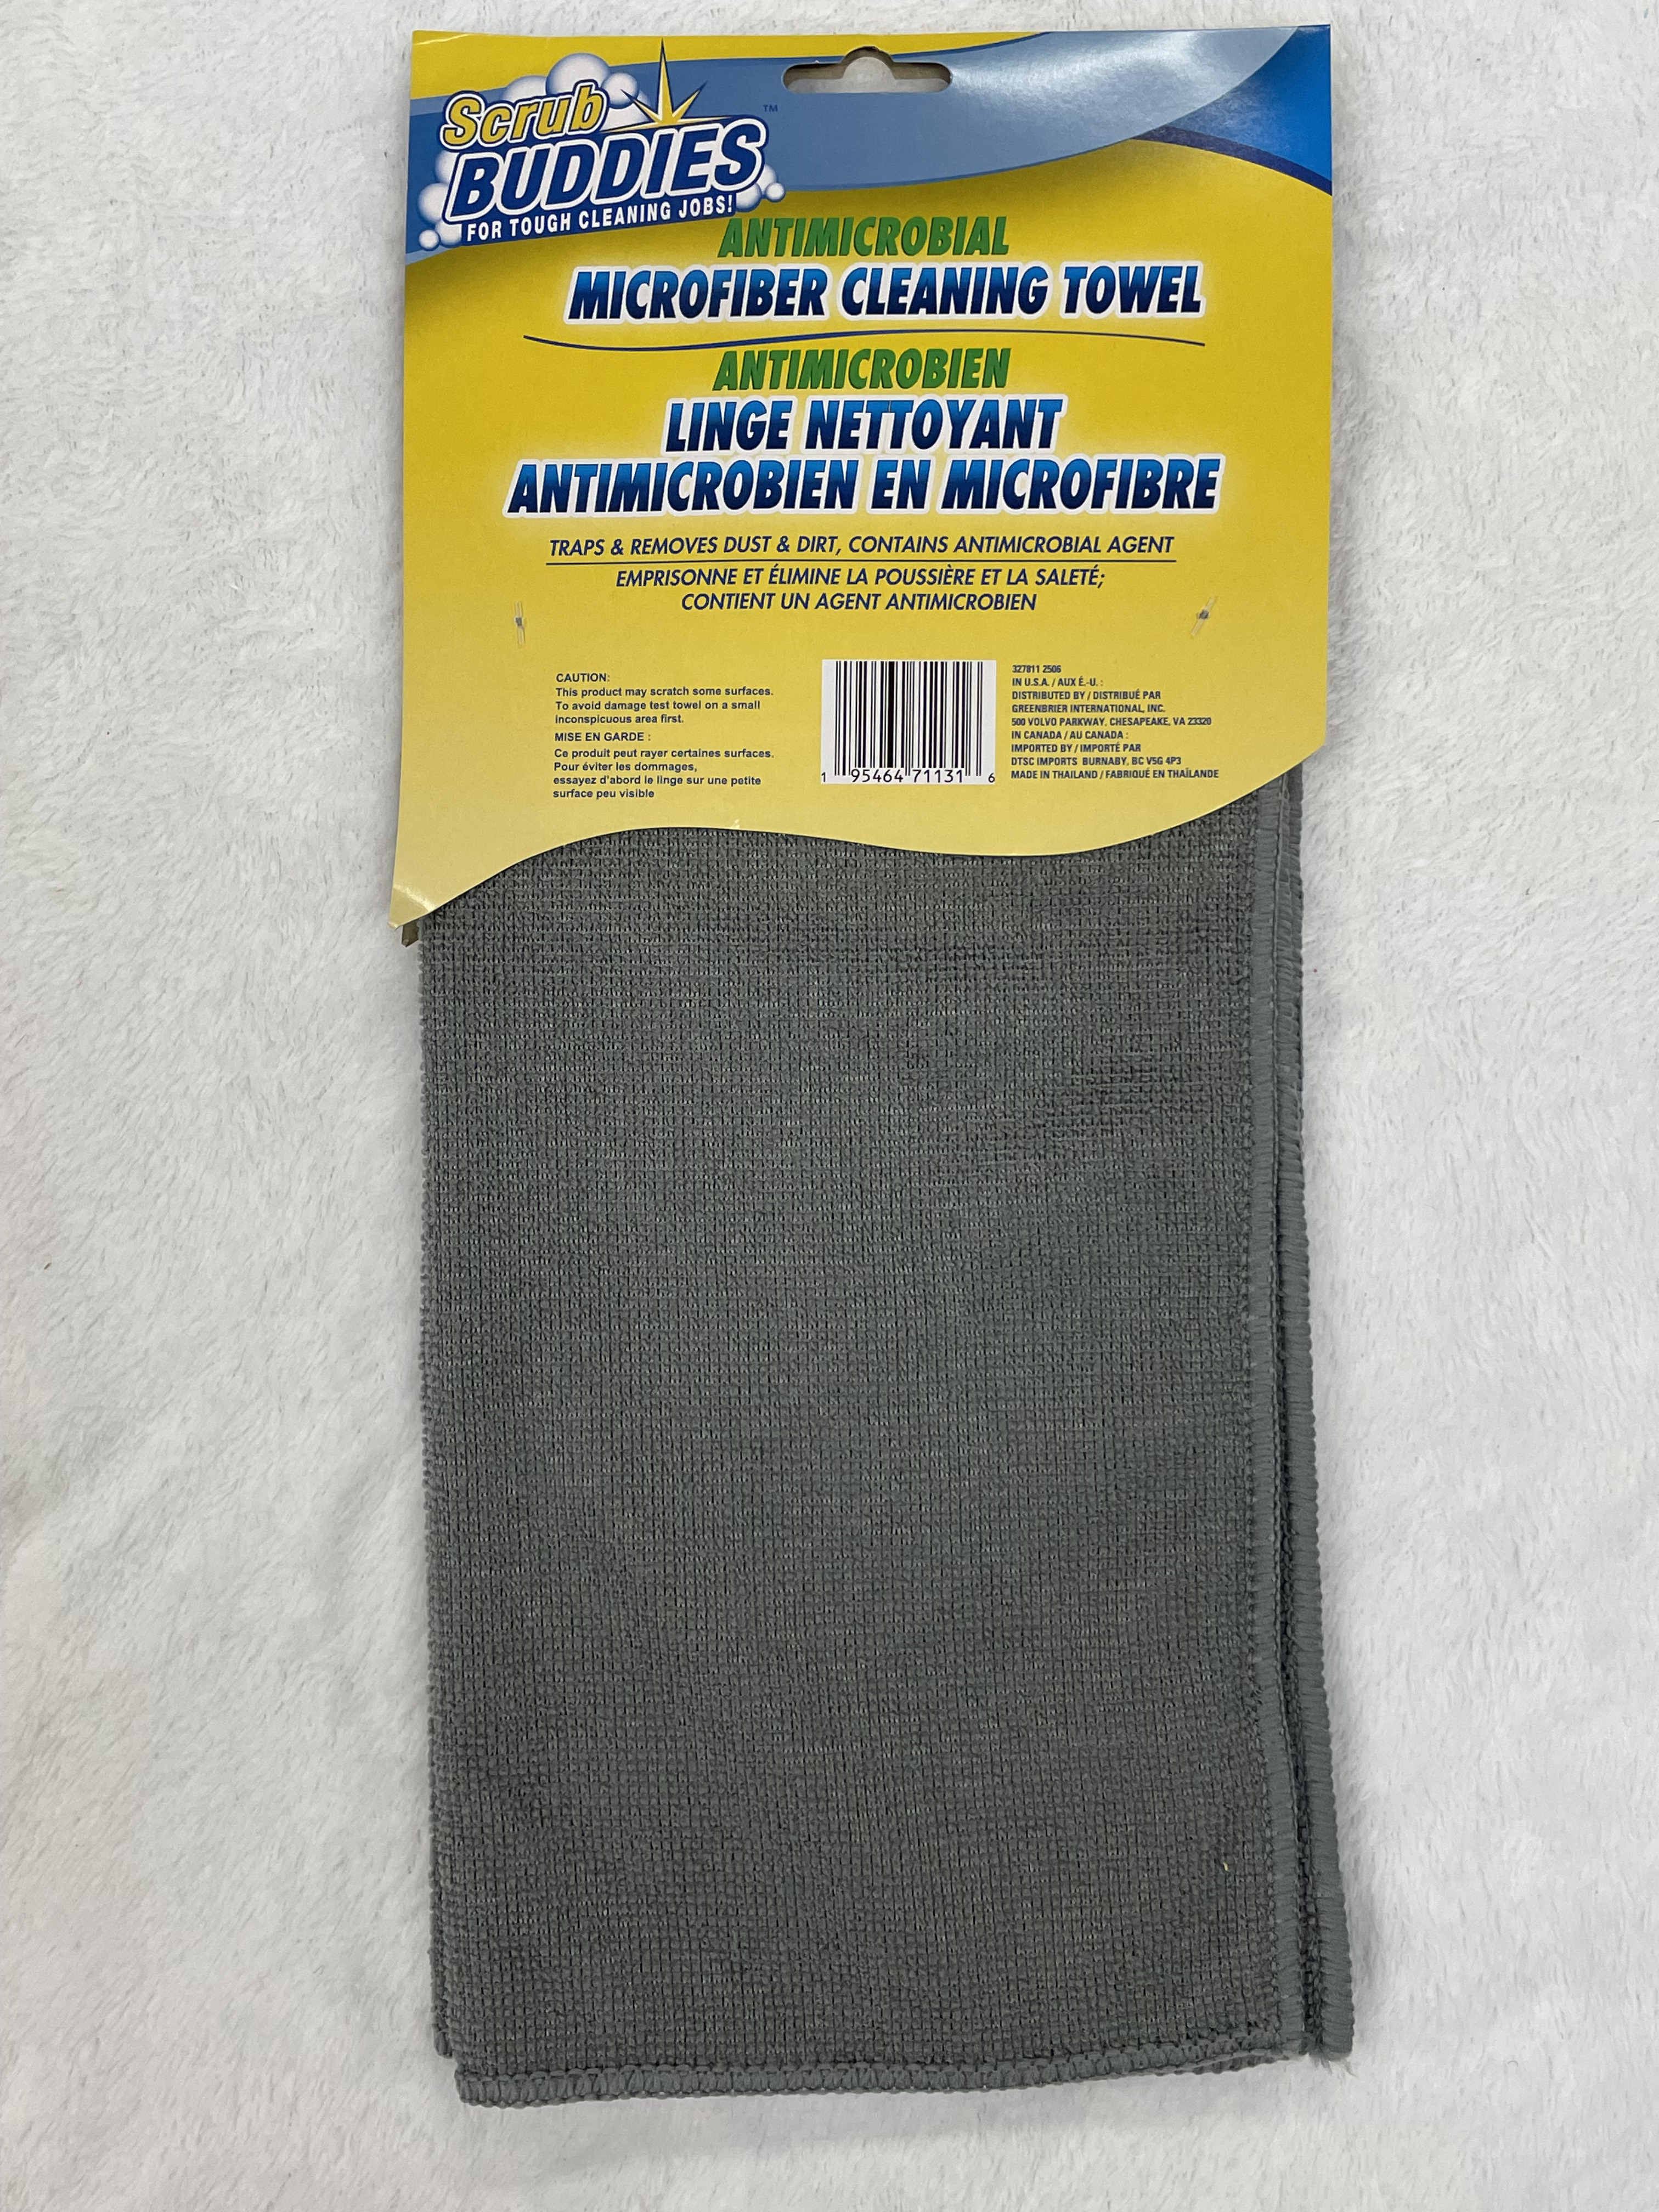 Scrub
BUDDIES™
FOR TOUGH CLEANING JOBS!
ANTIMICROBIAL
MICROFIBER CLEANING TOWEL
ANTIMICROBIEN
LINGE NETTOYANT
ANTIMICROBIEN EN MICROFIBRE
TRAPS & REMOVES DUST & DIRT, CONTAINS ANTIMICROBIAL AGENT
EMPRISONNE ET ÉLIMINE LA POUSSIÈRE ET LA SALETÉ;
CONTIENT UN AGENT ANTIMICROBIEN
CAUTION:
This product may scratch some surfaces.
To avoid damage test towel on a small
inconspicuous area first.
MISE EN GARDE :
Ce produit peut rayer certaines surfaces.
Pour éviter les dommages,
essayez d'abord le linge sur une petite
surface peu visible
1 95464 71131 6
327811 2506
IN U.S.A. / AUX É.-U. :
DISTRIBUTED BY / DISTRIBUÉ PAR
GREENBRIER INTERNATIONAL, INC.
500 VOLVO PARKWAY, CHESAPEAKE, VA 23320
IN CANADA / AU CANADA :
IMPORTED BY / IMPORTÉ PAR
DTSC IMPORTS BURNABY, BC V5G 4P3
MADE IN THAILAND / FABRIQUÉ EN THAÏLANDE